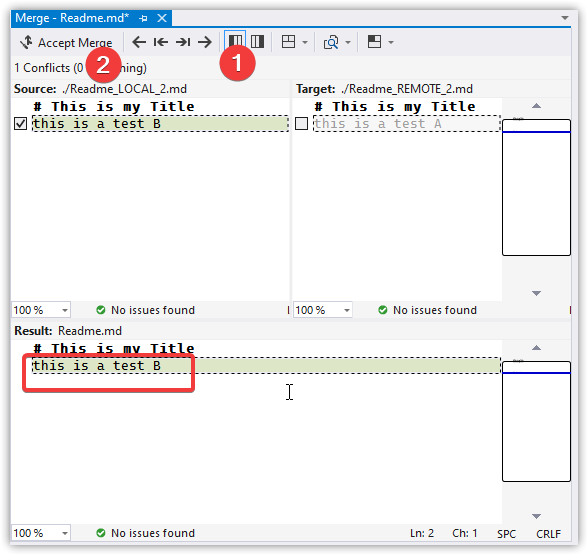 Merge - Readme.md*
Accept Merge
2
1
1 Conflicts (0 ning)
Source: ./Readme_LOCAL_2.md
Target: ./Readme_REMOTE_2.md
# This is my Title
# This is my Title
this is a test B
this is a test A
100 %
No issues found
100 %
No issues found
Result: Readme.md
# This is my Title
this is a test B
100 %
No issues found
Ln: 2
Ch: 1
SPC
CRLF